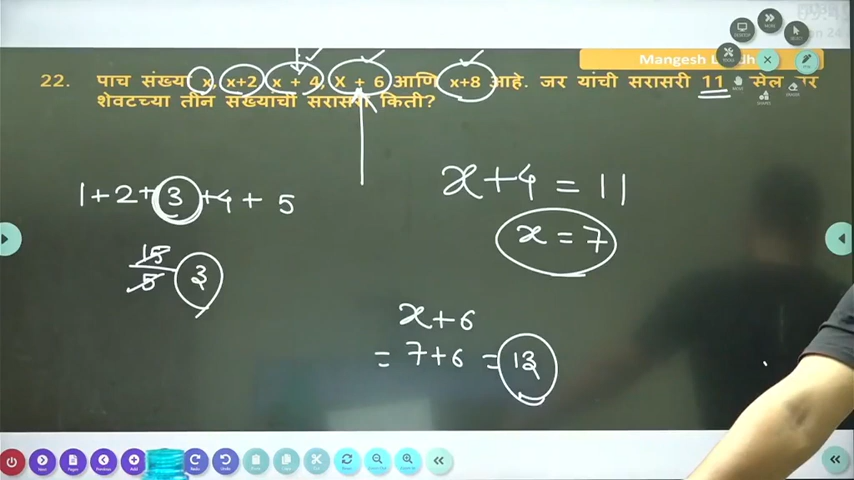 Mangesh
22. पाच संख्या x, x+2, x + 4, X + 6 आणि x+8 आहे. जर यांची सरासरी 11
शेवटच्या तीन संख्याची सरासरी किती?
1+2+3+4+5
15
5
3
x+4 = 11
x = 7
x+6
= 7+6 = 13